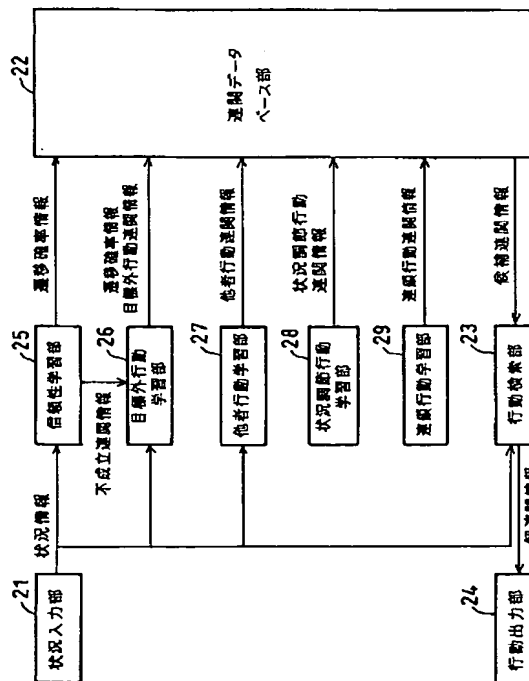 22
連関データ
ベース部
遷移確率情報
遷移確率情報
目標外行動連関情報
他者行動連関情報
状況調節行動
連関情報
連鎖行動連関情報
候補連関情報
25
信頼性学習部
26
目標外行動
学習部
27
他者行動学習部
28
状況調節行動
学習部
29
連鎖行動学習部
23
行動検索部
不成立連関情報
状況情報
21
状況入力部
24
行動出力部